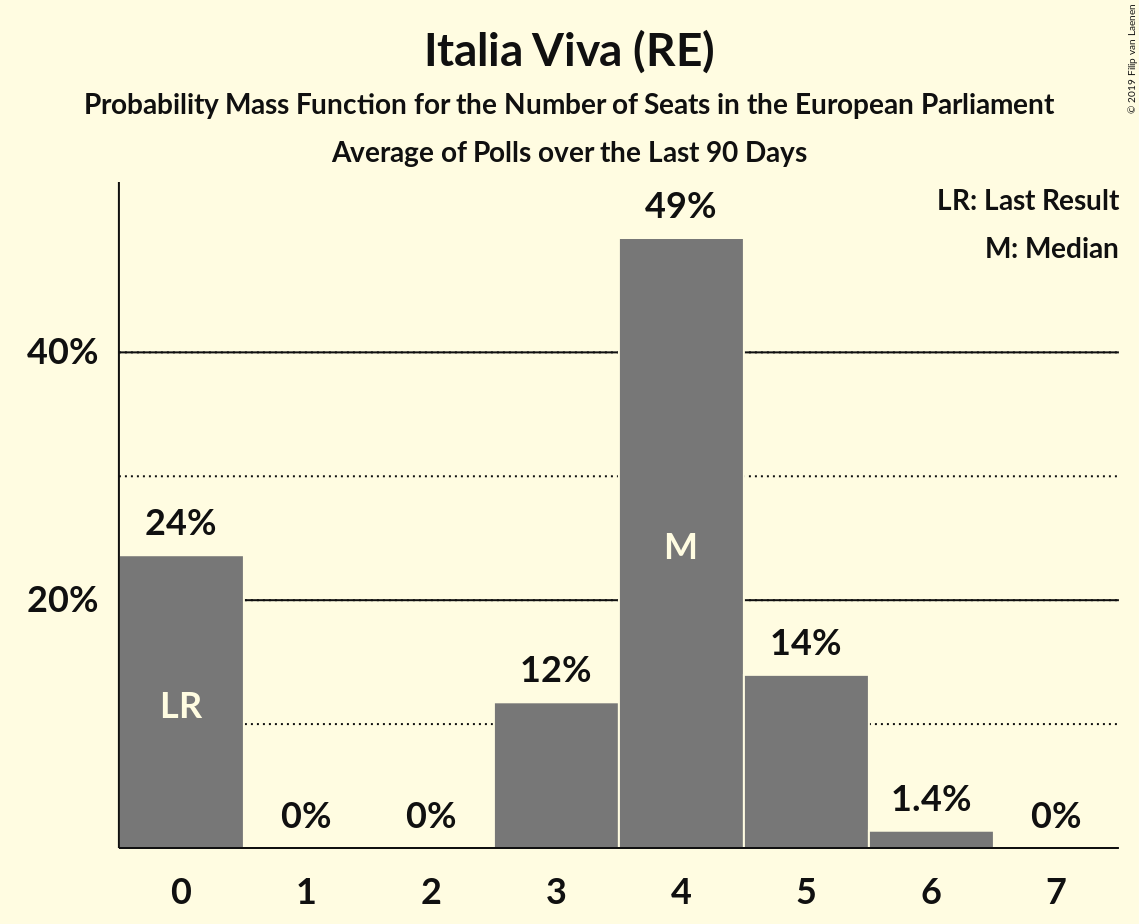 Italia Viva (RE)
Probability Mass Function for the Number of Seats in the European Parliament
Average of Polls over the Last 90 Days
© 2019 Filip van Laenen
LR: Last Result
M: Median
40%
20%
24%
0%
0%
12%
49%
14%
1.4%
0%
LR
M
0 1 2 3 4 5 6 7